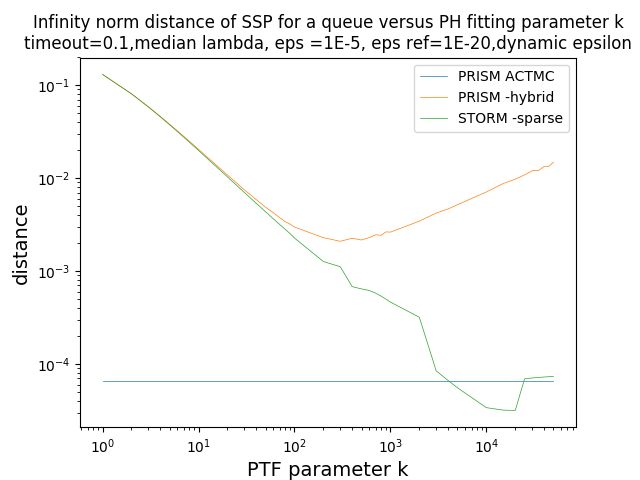 Infinity norm distance of SSP for a queue versus PH fitting parameter k
timeout=0.1,median lambda, eps =1E-5, eps ref=1E-20,dynamic epsilon
PRISM ACTMC
PRISM -hybrid
STORM -sparse
distance
10⁻¹
10⁻²
10⁻³
10⁻⁴
10⁰ 10¹ 10² 10³ 10⁴
PTF parameter k